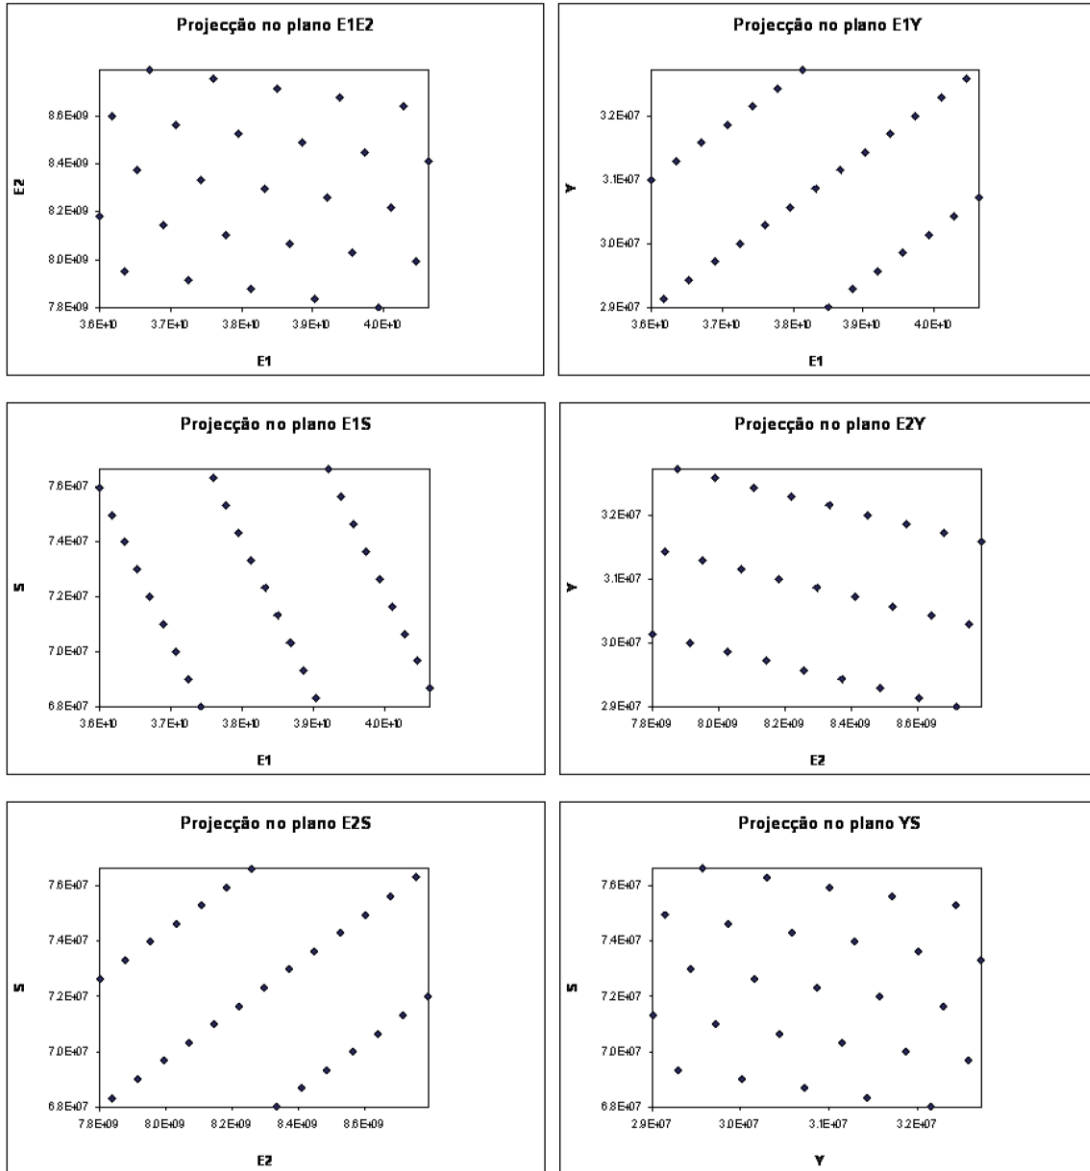 Projecção no plano E1E2
E2
8.6E+09
8.4E+09
8.2E+09
8.0E+09
7.8E+09
3.6E+10 3.7E+10 3.8E+10 3.9E+10 4.0E+10
E1
Projecção no plano E1Y
Y
3.2E+07
3.1E+07
3.0E+07
2.9E+07
3.6E+10 3.7E+10 3.8E+10 3.9E+10 4.0E+10
E1
Projecção no plano E1S
S
7.6E+07
7.4E+07
7.2E+07
7.0E+07
6.8E+07
3.6E+10 3.7E+10 3.8E+10 3.9E+10 4.0E+10
E1
Projecção no plano E2Y
Y
3.2E+07
3.1E+07
3.0E+07
2.9E+07
7.8E+09 8.0E+09 8.2E+09 8.4E+09 8.6E+09
E2
Projecção no plano E2S
S
7.6E+07
7.4E+07
7.2E+07
7.0E+07
6.8E+07
7.8E+09 8.0E+09 8.2E+09 8.4E+09 8.6E+09
E2
Projecção no plano YS
S
7.6E+07
7.4E+07
7.2E+07
7.0E+07
6.8E+07
2.9E+07 3.0E+07 3.1E+07 3.2E+07
Y